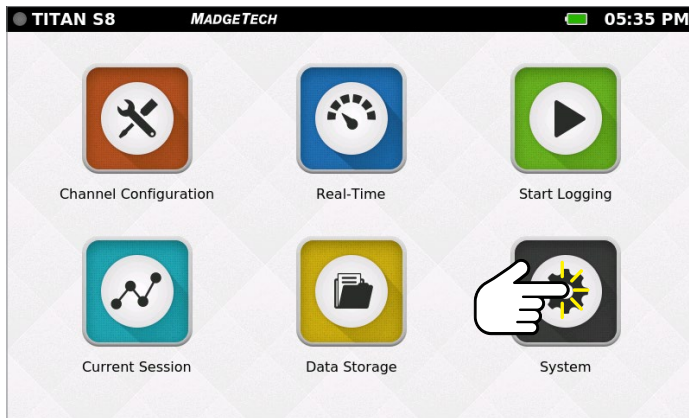 TITAN S8 MADGETECH 05:35 PM
Channel Configuration Real-Time Start Logging
Current Session Data Storage System